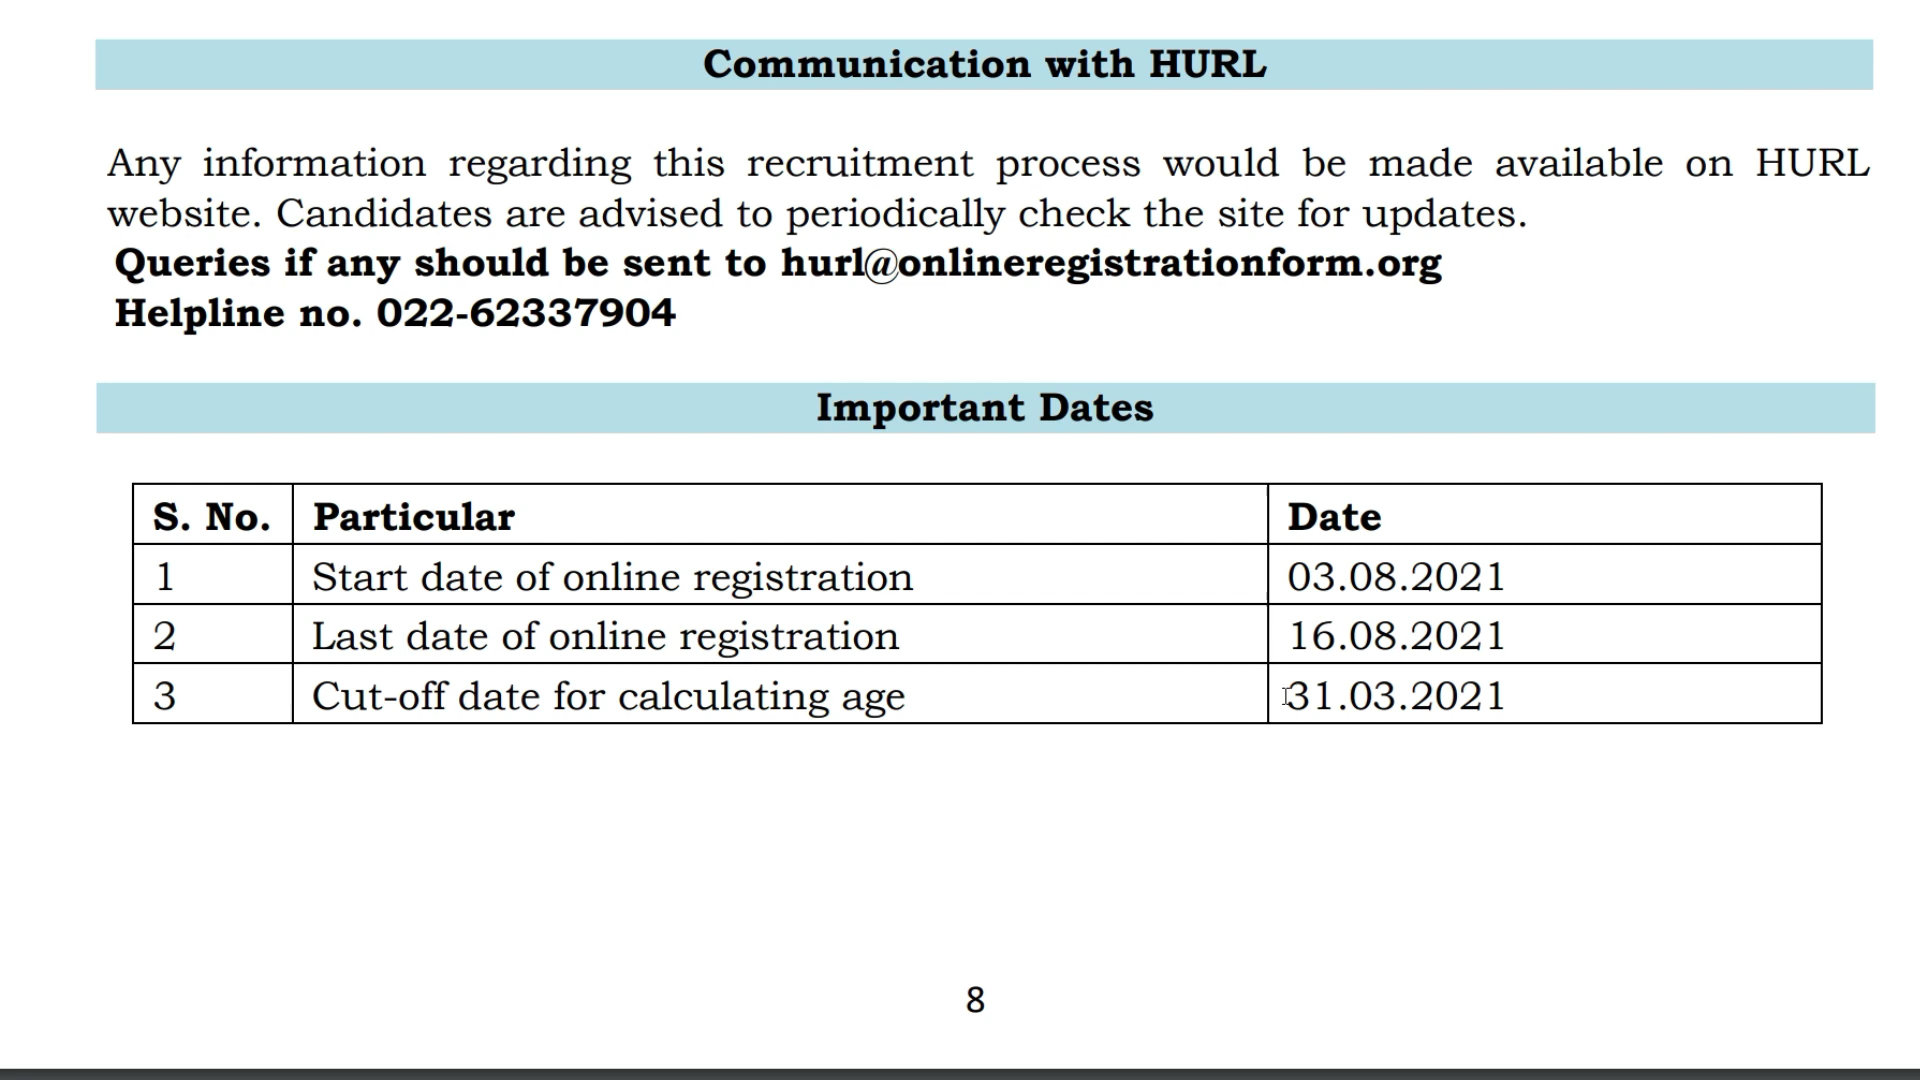 Communication with HURL
Any information regarding this recruitment process would be made available on HURL
website. Candidates are advised to periodically check the site for updates.
Queries if any should be sent to hurl@onlineregistrationform.org
Helpline no. 022-62337904
Important Dates
S. No. Particular Date
1 Start date of online registration 03.08.2021
2 Last date of online registration 16.08.2021
3 Cut-off date for calculating age 31.03.2021
8